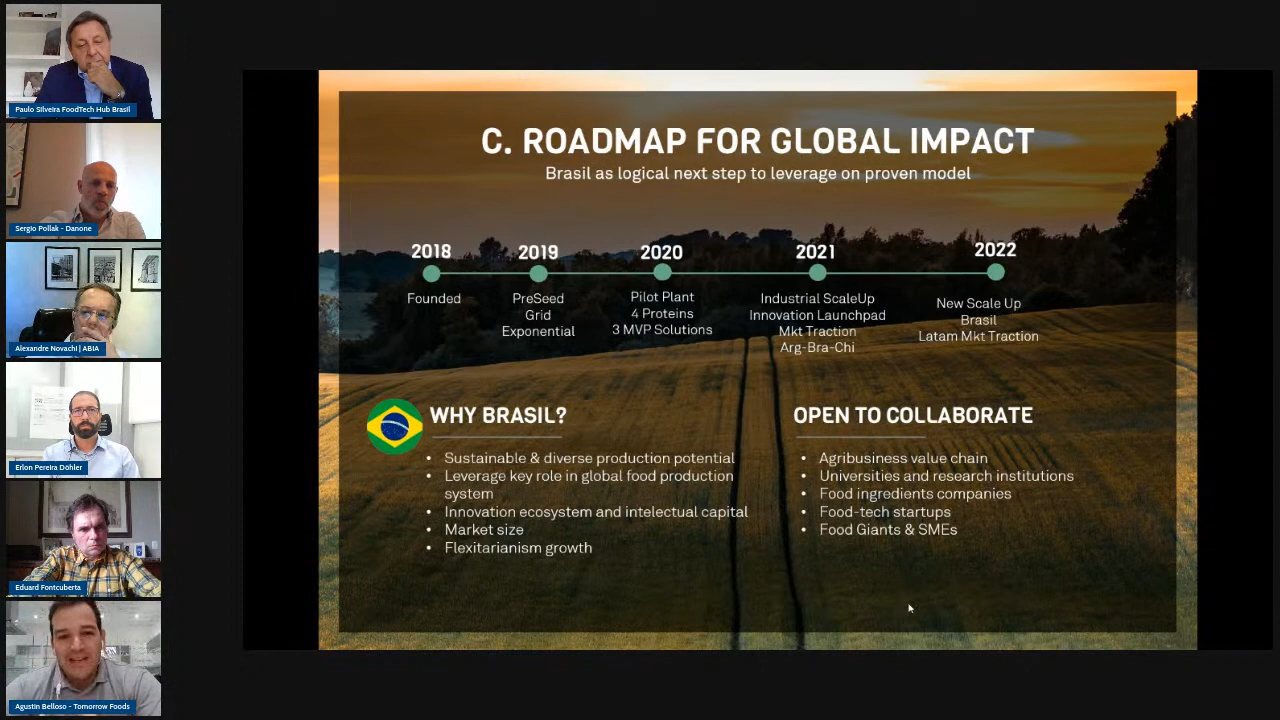 Paulo Silveira FoodTech Hub Brasil
Sergio Pollak - Danone
Alexandre Novachi | ABIA
Erlon Pereira Döhler
Eduard Fontcuberta
Agustin Belloso - Tomorrow Foods
C. ROADMAP FOR GLOBAL IMPACT
Brasil as logical next step to leverage on proven model
2018
Founded
2019
PreSeed
Grid
Exponential
2020
Pilot Plant
4 Proteins
3 MVP Solutions
2021
Industrial ScaleUp
Innovation Launchpad
Mkt Traction
Arg-Bra-Chi
2022
New Scale Up
Brasil
Latam Mkt Traction
WHY BRASIL?
• Sustainable & diverse production potential
• Leverage key role in global food production
system
• Innovation ecosystem and intelectual capital
• Market size
• Flexitarianism growth
OPEN TO COLLABORATE
• Agribusiness value chain
• Universities and research institutions
• Food ingredients companies
• Food-tech startups
• Food Giants & SMEs